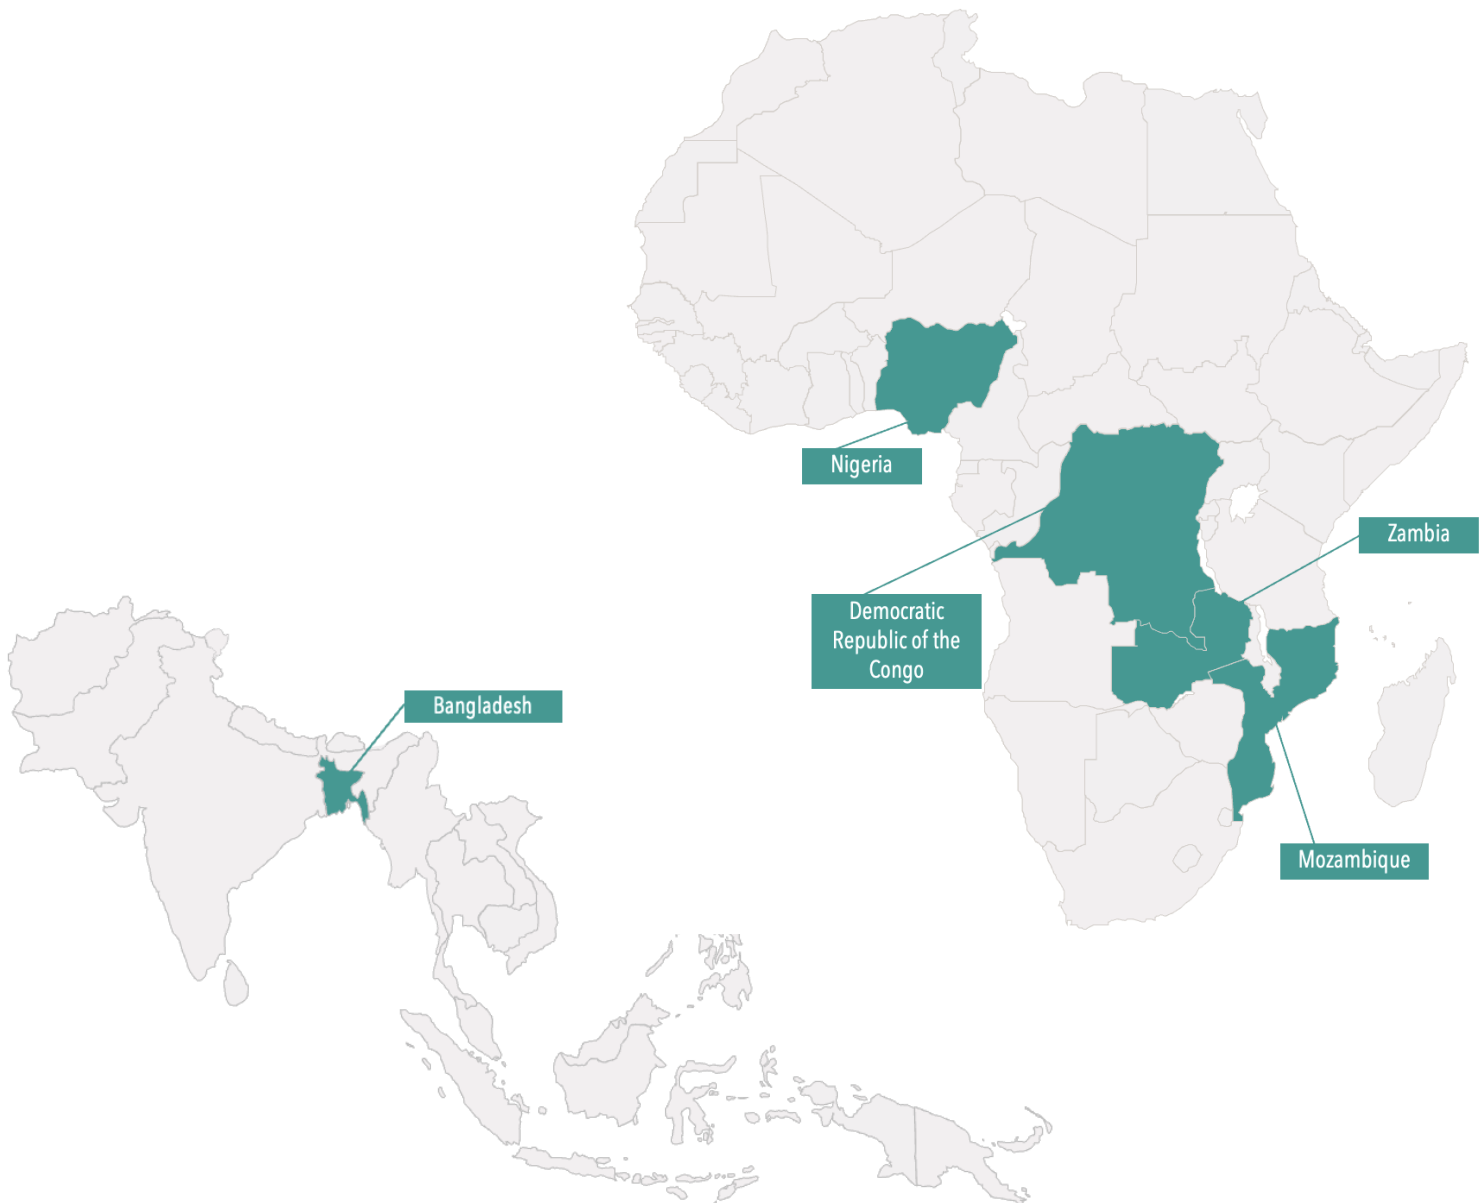 Nigeria
Zambia
Democratic
Republic of the
Congo
Bangladesh
Mozambique